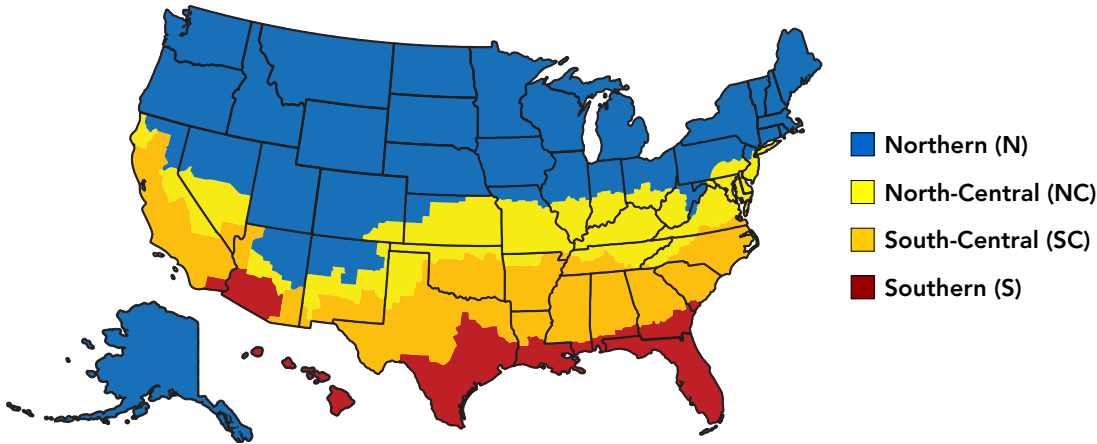 Northern (N)
North-Central (NC)
South-Central (SC)
Southern (S)